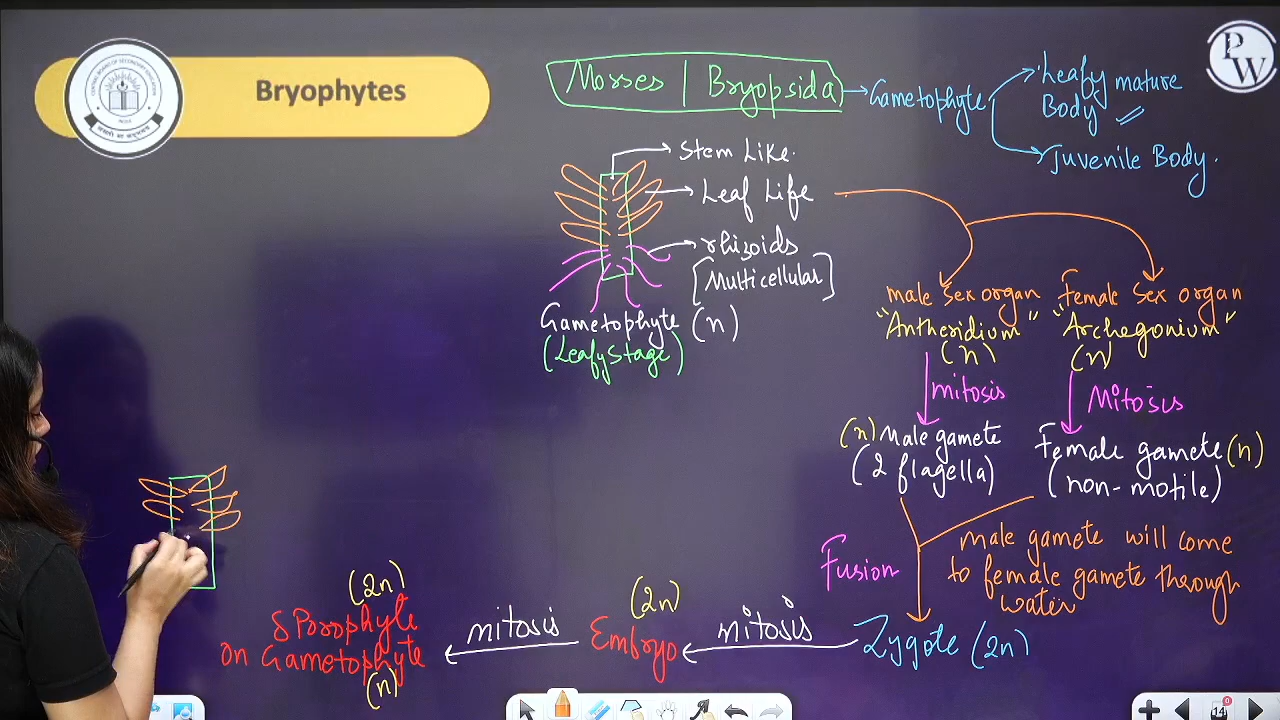 Bryophytes
Mosses | Bryopsida
Gametophyte
Leafy mature
Body
Juvenile Body.
PW
Stem Like.
Leaf Life
rhizoids
[Multicellular]
Gametophyte (n)
(Leafy Stage)
male sex organ
"Antheridium"
(n)
Female sex organ
"Archegonium"
(n)
mitosis
Mitosis
(n) Male gamete
(2 flagella)
Female gamete (n)
(non-motile)
Fusion
male gamete will come
to female gamete through
water
Zygote (2n)
mitosis
(2n)
Embryo
mitosis
(2n)
Sporophyte
on Gametophyte
(n)
14